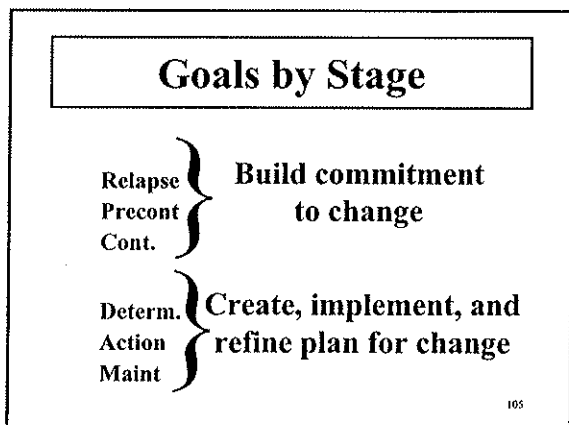 Goals by Stage
Relapse
Precont
Cont.
Build commitment
to change
Determ.
Action
Maint
Create, implement, and
refine plan for change
105